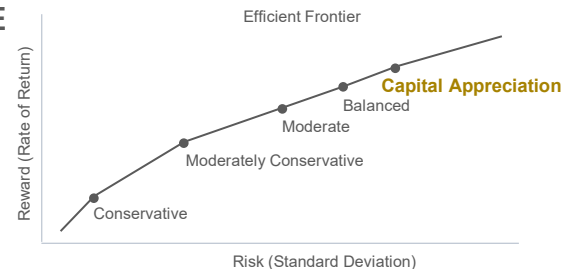 Efficient Frontier
Reward (Rate of Return)
Capital Appreciation
Balanced
Moderate
Moderately Conservative
Conservative
Risk (Standard Deviation)